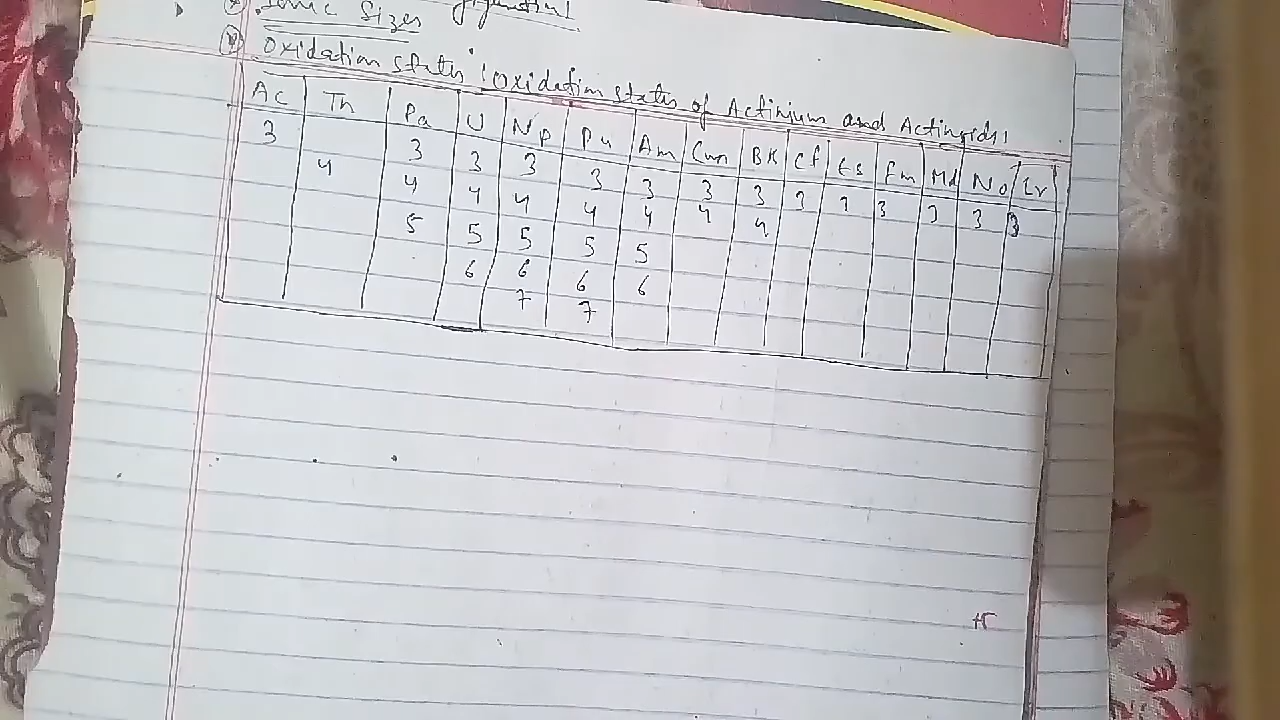 Ionic Sizes
Oxidation states : Oxidation states of Actinium and Actinoids :
Ac Th Pa U Np Pu Am Cm BK Cf Es Fm Md No Lr
3 3 3 3 3 3 3 3 3 3 3 3 3 3
4 4 4 4 4 4 4 4
5 5 5 5 5
6 6 6 6
7 7